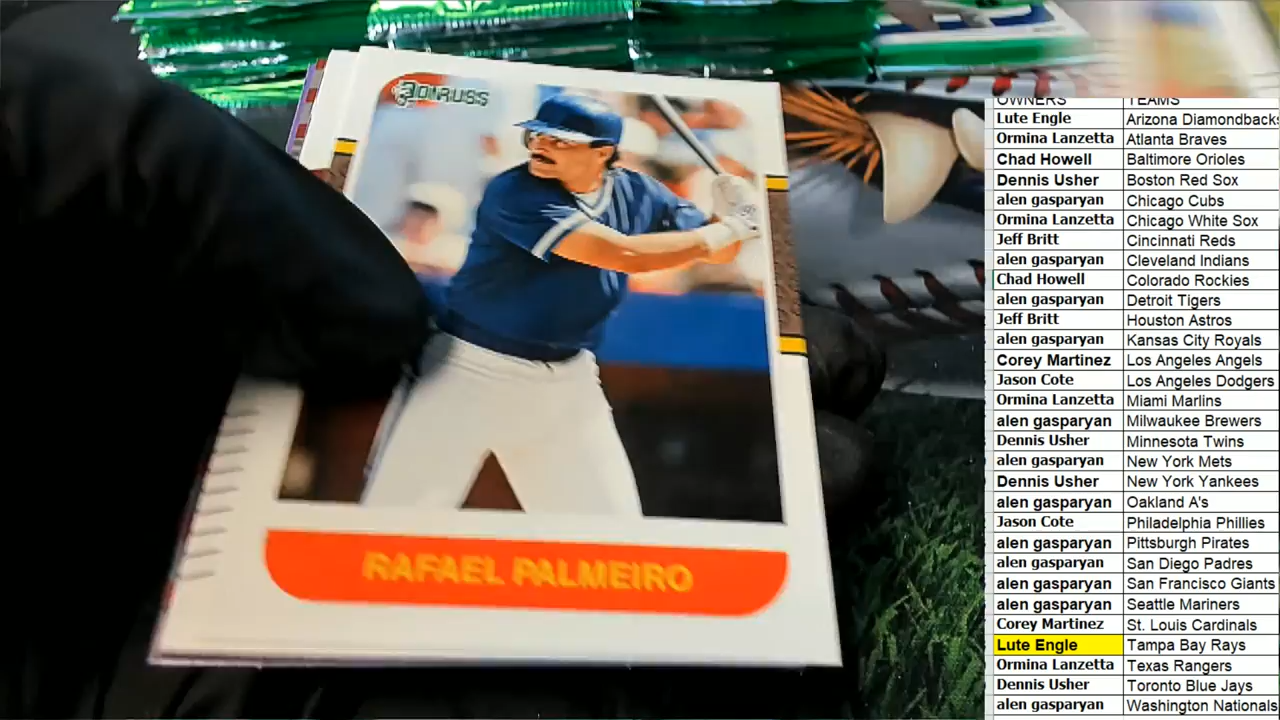 DONRUSS
RAFAEL PALMEIRO
OWNERS TEAMS
Lute Engle Arizona Diamondbacks
Ormina Lanzetta Atlanta Braves
Chad Howell Baltimore Orioles
Dennis Usher Boston Red Sox
alen gasparyan Chicago Cubs
Ormina Lanzetta Chicago White Sox
Jeff Britt Cincinnati Reds
alen gasparyan Cleveland Indians
Chad Howell Colorado Rockies
alen gasparyan Detroit Tigers
Jeff Britt Houston Astros
alen gasparyan Kansas City Royals
Corey Martinez Los Angeles Angels
Jason Cote Los Angeles Dodgers
Ormina Lanzetta Miami Marlins
alen gasparyan Milwaukee Brewers
Dennis Usher Minnesota Twins
alen gasparyan New York Mets
Dennis Usher New York Yankees
alen gasparyan Oakland A's
Jason Cote Philadelphia Phillies
alen gasparyan Pittsburgh Pirates
alen gasparyan San Diego Padres
alen gasparyan San Francisco Giants
alen gasparyan Seattle Mariners
Corey Martinez St. Louis Cardinals
Lute Engle Tampa Bay Rays
Ormina Lanzetta Texas Rangers
Dennis Usher Toronto Blue Jays
alen gasparyan Washington Nationals